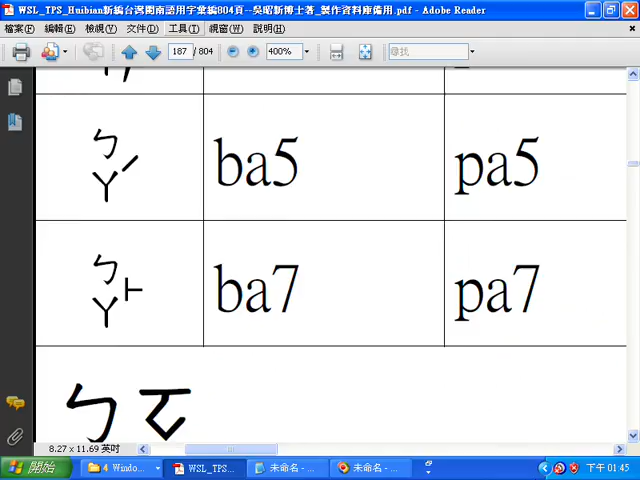 WSL_TPS_Huibian新編台灣閩南語用字彙編804頁--吳昭新博士著_製作資料庫備用.pdf - Adobe Reader
檔案(F) 編輯(E) 檢視(V) 文件(D) 工具(T) 視窗(W) 說明(H)
187 / 804 400% 尋找
ㄅㄚˊ ba5 pa5
ㄅㄚ˫ ba7 pa7
ㄅㄛ
8.27 x 11.69 英吋
開始 4 Windo... WSL_TPS... 未命名 - ... 未命名 - ... 下午 01:45